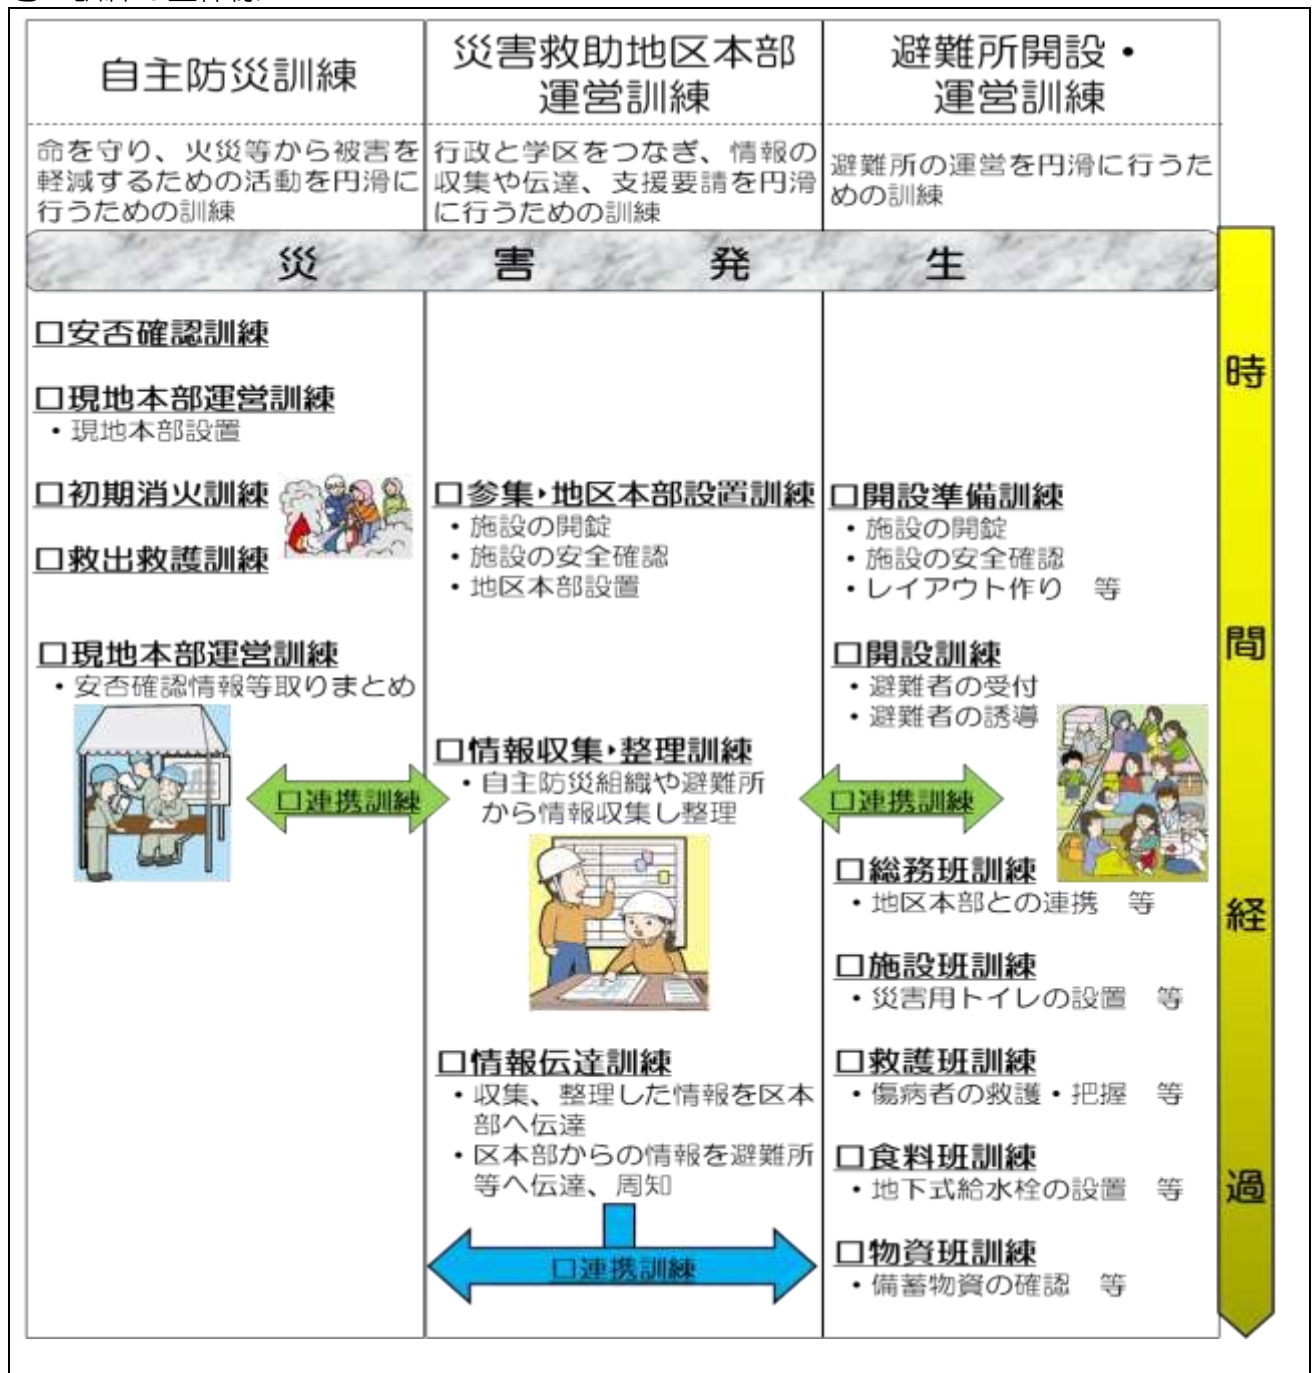 自主防災訓練
命を守り、火災等から被害を
軽減するための活動を円滑に
行うための訓練
災害救助地区本部
運営訓練
行政と学区をつなぎ、情報の
収集や伝達、支援要請を円滑
に行うための訓練
避難所開設・
運営訓練
避難所の運営を円滑に行うた
めの訓練
災害発生
時間経過
□安否確認訓練
□現地本部運営訓練
・現地本部設置
□初期消火訓練
□救出救護訓練
□現地本部運営訓練
・安否確認情報等取りまとめ
□連携訓練
□参集・地区本部設置訓練
・施設の開錠
・施設の安全確認
・地区本部設置
□情報収集・整理訓練
・自主防災組織や避難所
から情報収集し整理
□情報伝達訓練
・収集、整理した情報を区本
部へ伝達
・区本部からの情報を避難所
等へ伝達、周知
□連携訓練
□開設準備訓練
・施設の開錠
・施設の安全確認
・レイアウト作り　等
□開設訓練
・避難者の受付
・避難者の誘導
□連携訓練
□総務班訓練
・地区本部との連携　等
□施設班訓練
・災害用トイレの設置　等
□救護班訓練
・傷病者の救護・把握　等
□食料班訓練
・地下式給水栓の設置　等
□物資班訓練
・備蓄物資の確認　等